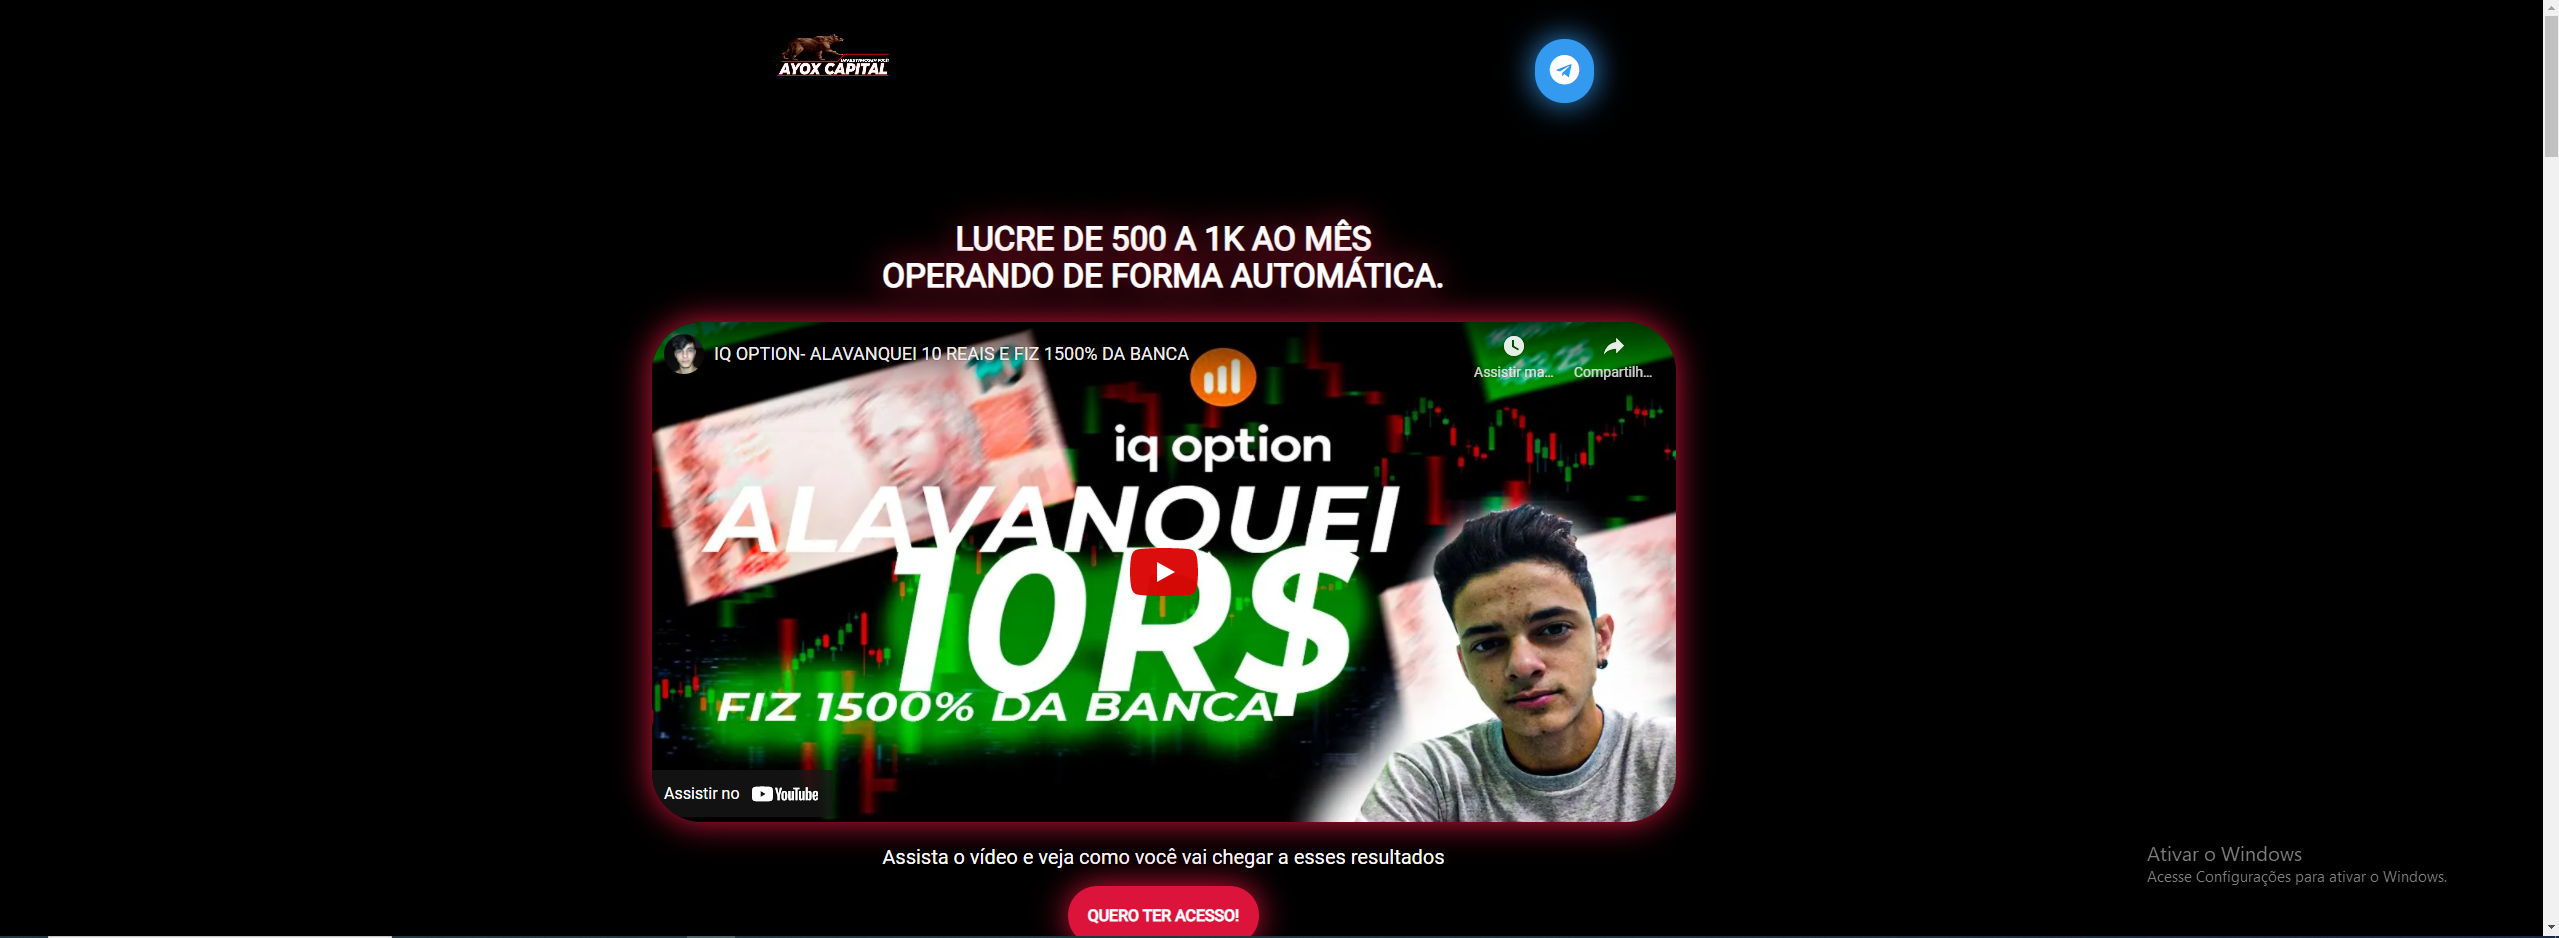 AYOX CAPITAL
LUCRE DE 500 A 1K AO MÊS
OPERANDO DE FORMA AUTOMÁTICA.
IQ OPTION- ALAVANQUEI 10 REAIS E FIZ 1500% DA BANCA
Assistir ma...
Compartilh...
iq option
ALAVANQUEI
10R$
FIZ 1500% DA BANCA
Assistir no YouTube
Assista o vídeo e veja como você vai chegar a esses resultados
QUERO TER ACESSO!
Ativar o Windows
Acesse Configurações para ativar o Windows.